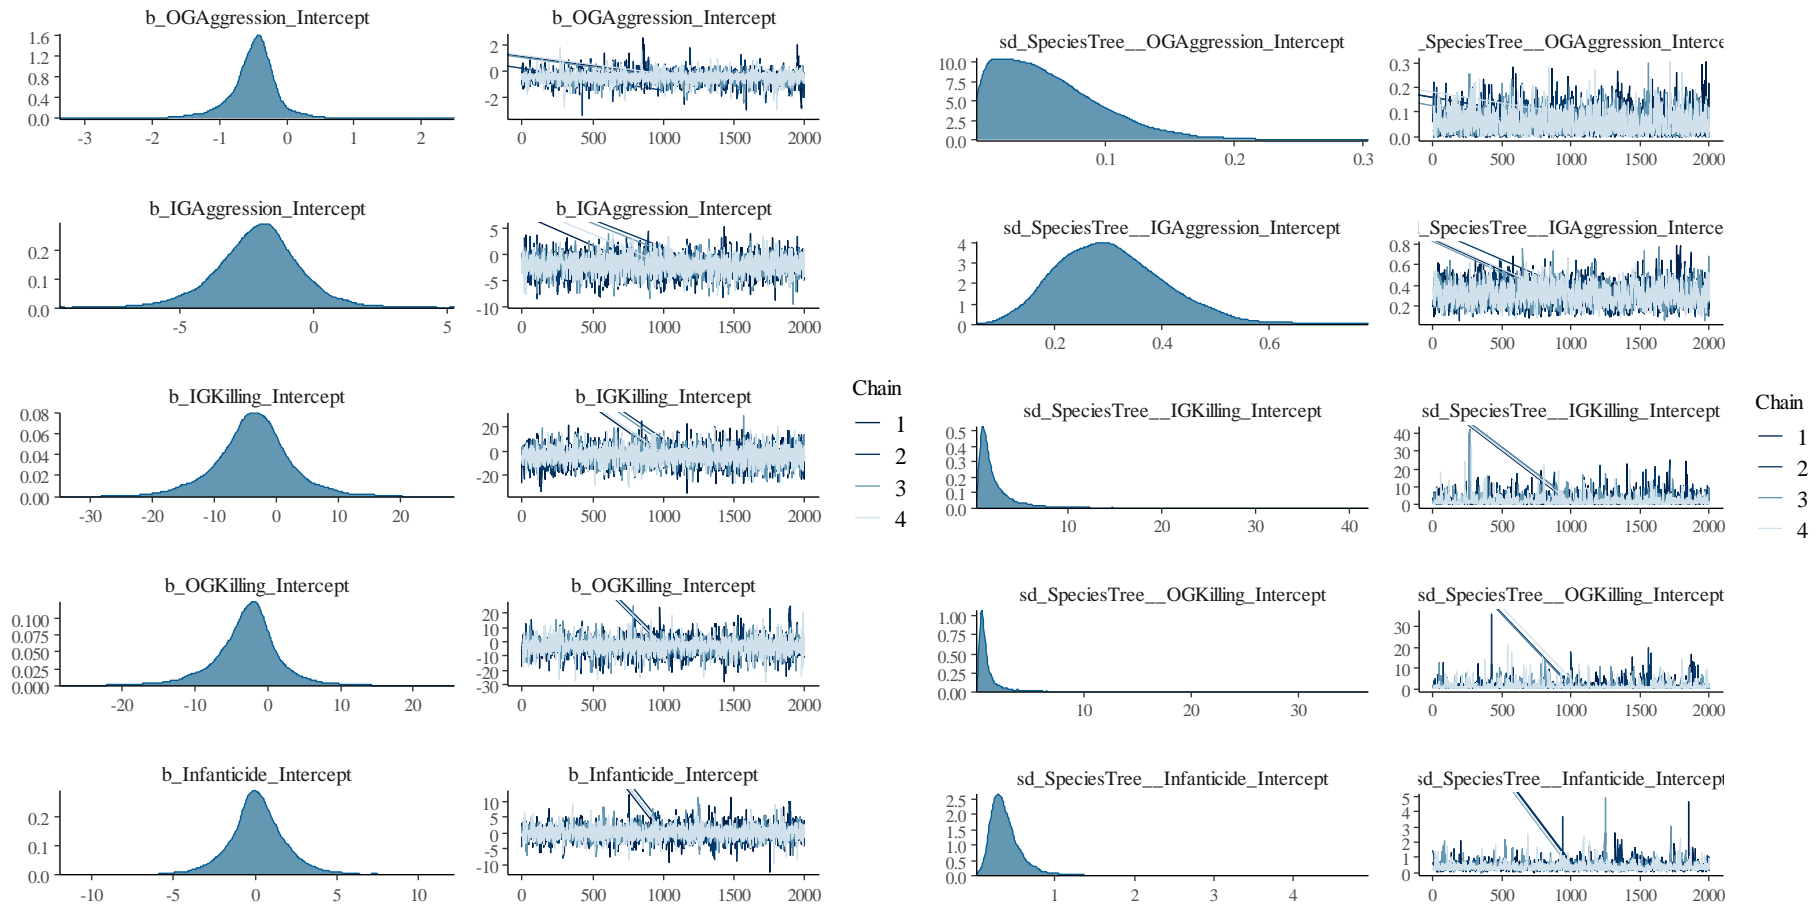 b_OGAggression_Intercept
1.6
1.2
0.8
0.4
0.0
-3 -2 -1 0 1 2
b_OGAggression_Intercept
2
0
-2
0 500 1000 1500 2000
b_IGAggression_Intercept
0.2
0.1
0.0
-5 0 5
b_IGAggression_Intercept
5
0
-5
-10
0 500 1000 1500 2000
b_IGKilling_Intercept
0.08
0.06
0.04
0.02
0.00
-30 -20 -10 0 10 20
b_IGKilling_Intercept
20
0
-20
0 500 1000 1500 2000
b_OGKilling_Intercept
0.100
0.075
0.050
0.025
0.000
-20 -10 0 10 20
b_OGKilling_Intercept
20
10
0
-10
-20
-30
0 500 1000 1500 2000
b_Infanticide_Intercept
0.2
0.1
0.0
-10 -5 0 5 10
b_Infanticide_Intercept
10
5
0
-5
-10
0 500 1000 1500 2000
Chain
1
2
3
4
sd_SpeciesTree__OGAggression_Intercept
10.0
7.5
5.0
2.5
0.0
0.1 0.2 0.3
_SpeciesTree__OGAggression_Interce
0.3
0.2
0.1
0.0
0 500 1000 1500 2000
sd_SpeciesTree__IGAggression_Intercept
4
3
2
1
0
0.2 0.4 0.6
_SpeciesTree__IGAggression_Interce
0.8
0.6
0.4
0.2
0 500 1000 1500 2000
sd_SpeciesTree__IGKilling_Intercept
0.5
0.4
0.3
0.2
0.1
0.0
10 20 30 40
sd_SpeciesTree__IGKilling_Intercept
40
30
20
10
0
0 500 1000 1500 2000
sd_SpeciesTree__OGKilling_Intercept
1.00
0.75
0.50
0.25
0.00
10 20 30
sd_SpeciesTree__OGKilling_Intercept
30
20
10
0
0 500 1000 1500 2000
sd_SpeciesTree__Infanticide_Intercept
2.5
2.0
1.5
1.0
0.5
0.0
1 2 3 4
sd_SpeciesTree__Infanticide_Intercept
5
4
3
2
1
0
0 500 1000 1500 2000
Chain
1
2
3
4